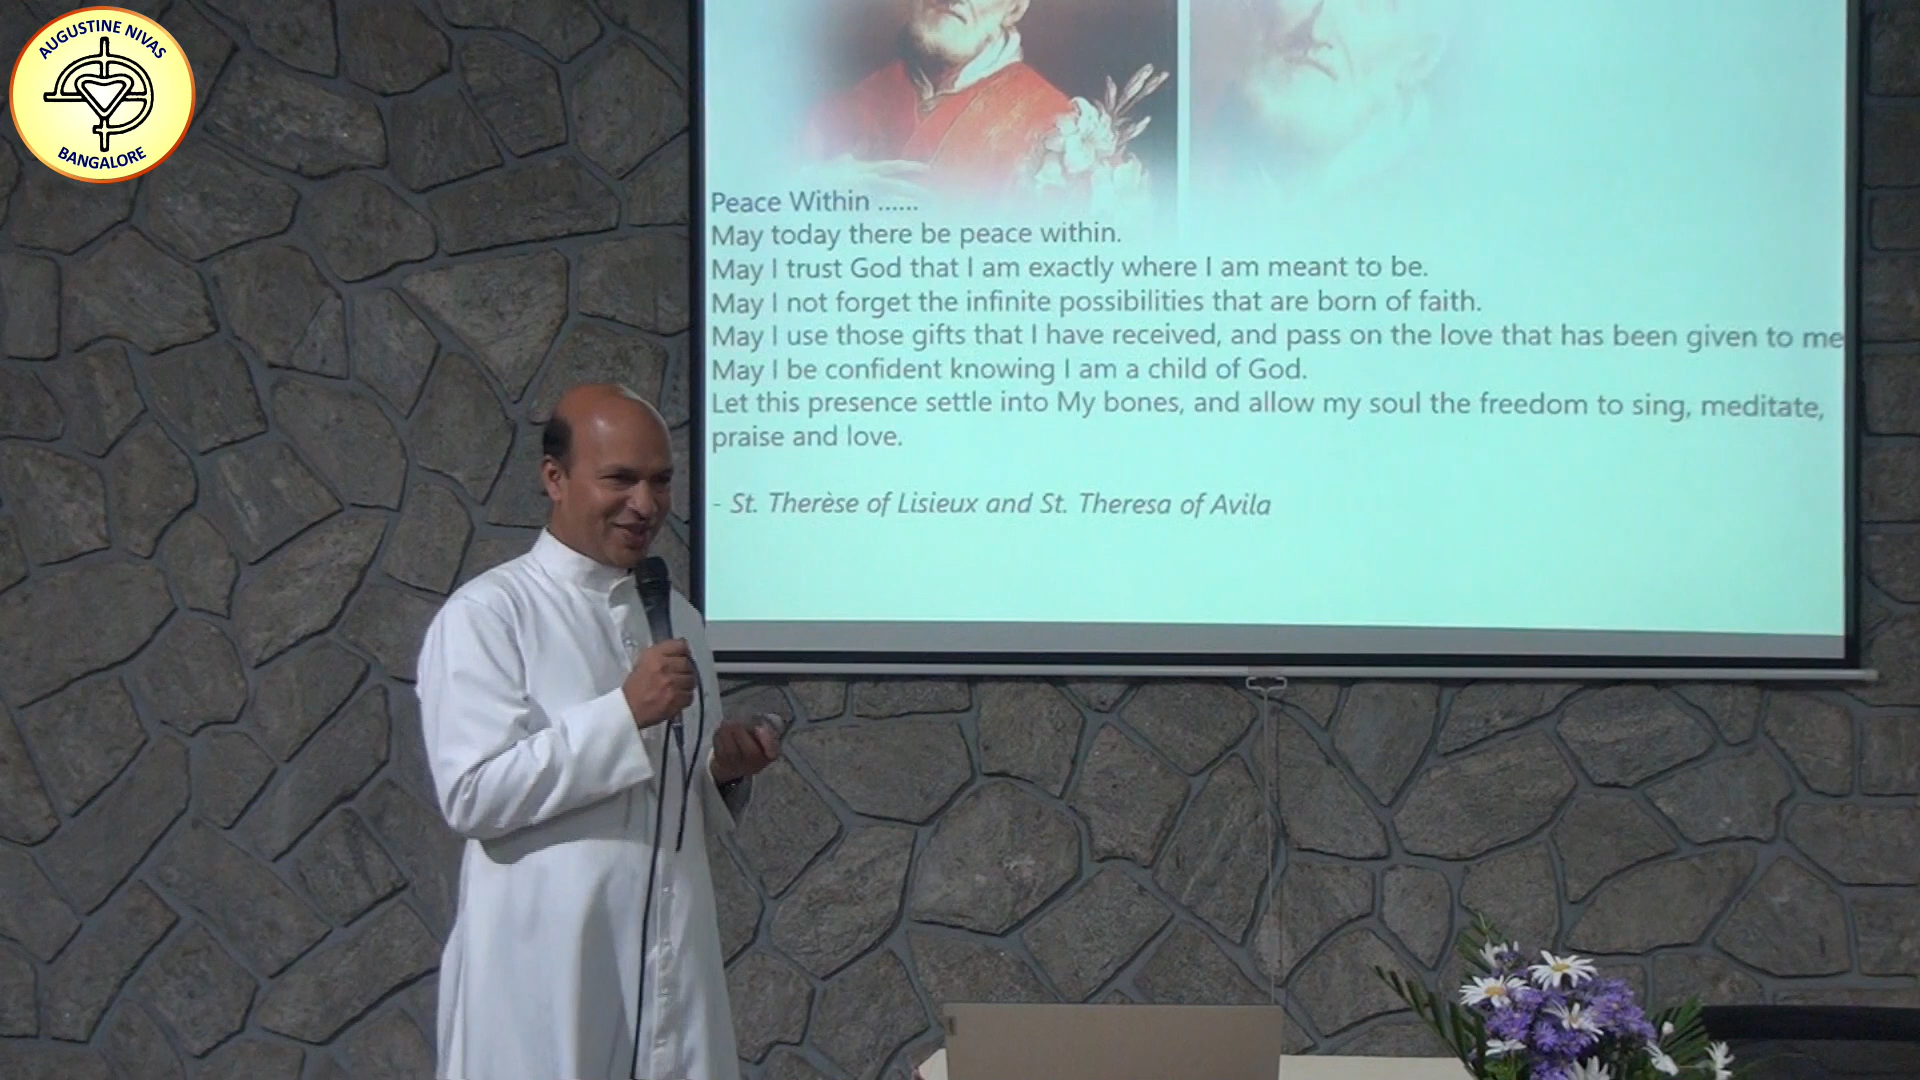 AUGUSTINE NIVAS
BANGALORE
Peace Within ......
May today there be peace within.
May I trust God that I am exactly where I am meant to be.
May I not forget the infinite possibilities that are born of faith.
May I use those gifts that I have received, and pass on the love that has been given to me
May I be confident knowing I am a child of God.
Let this presence settle into My bones, and allow my soul the freedom to sing, meditate,
praise and love.
- St. Therèse of Lisieux and St. Theresa of Avila